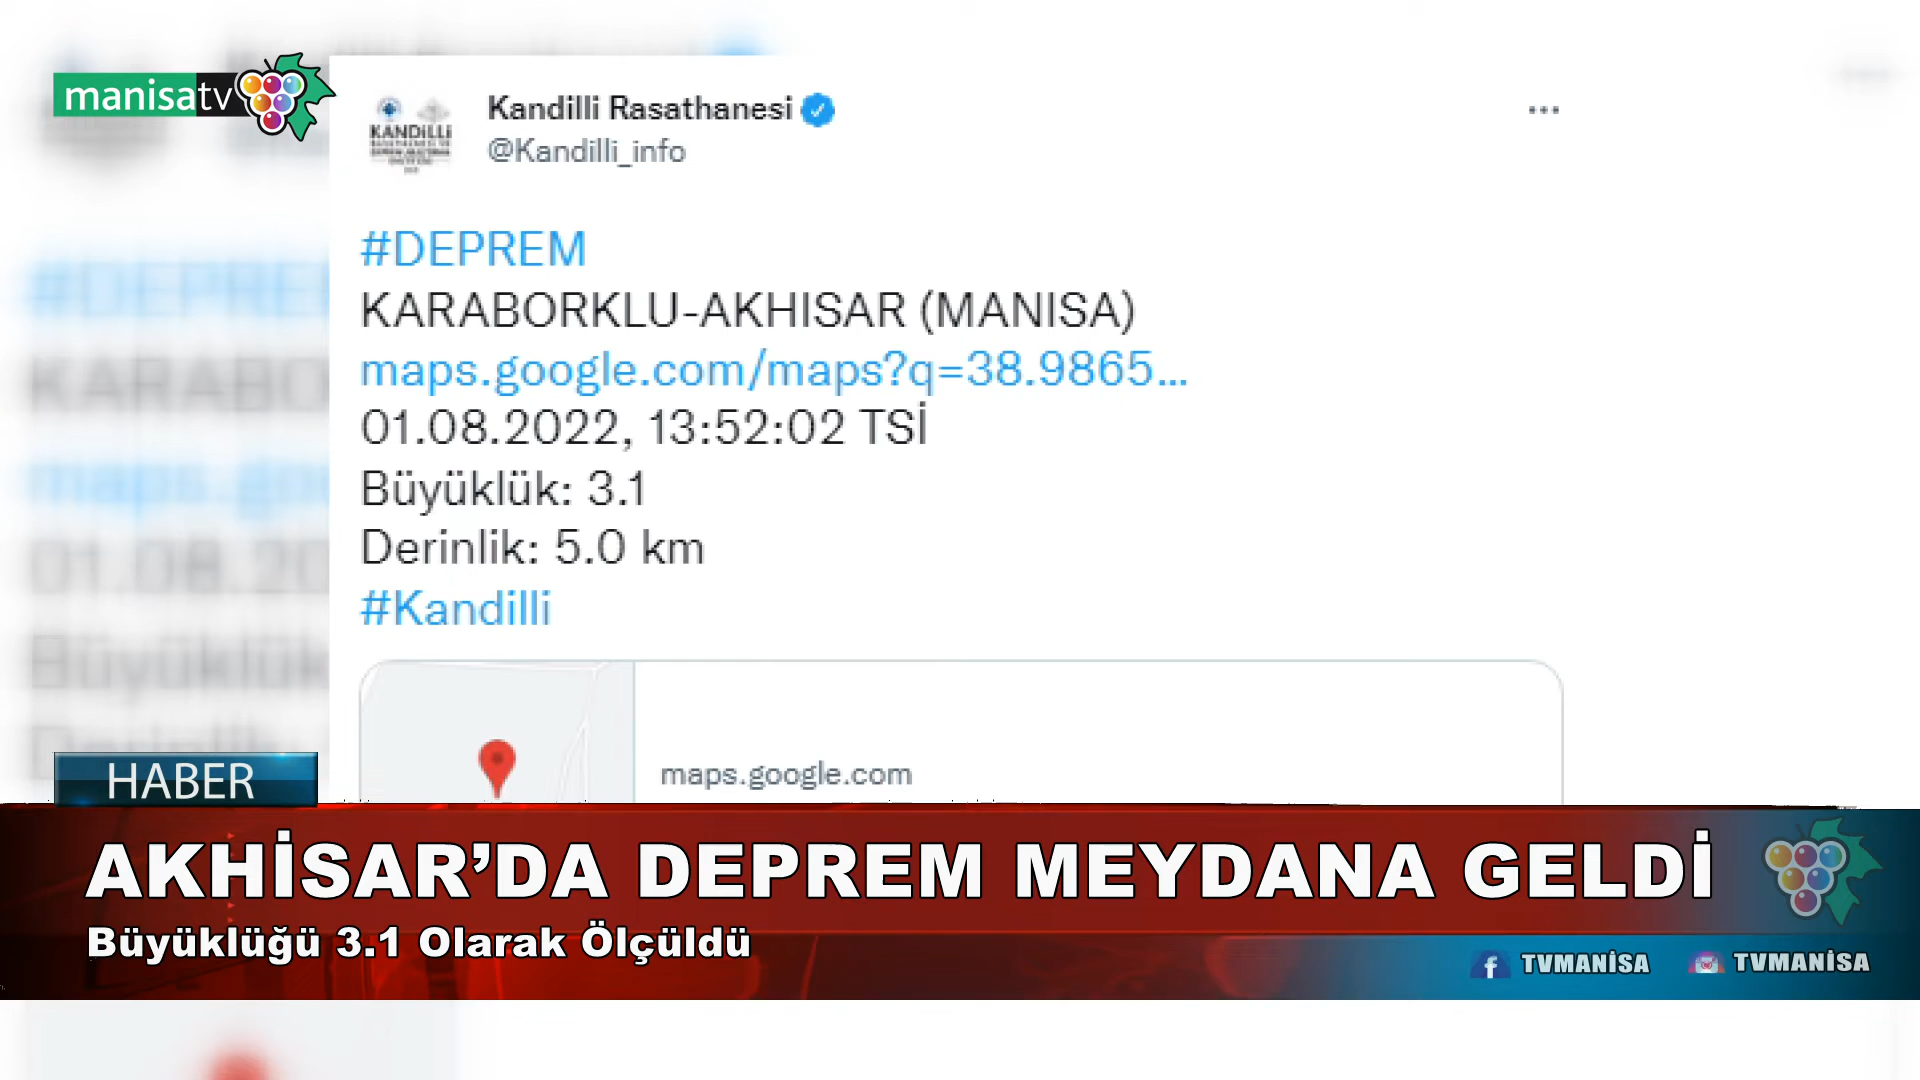 manisatv
KANDiLLi
Kandilli Rasathanesi
@Kandilli_info
#DEPREM
KARABORKLU-AKHISAR (MANISA)
maps.google.com/maps?q=38.9865...
01.08.2022, 13:52:02 TSİ
Büyüklük: 3.1
Derinlik: 5.0 km
#Kandilli
maps.google.com
HABER
AKHİSAR’DA DEPREM MEYDANA GELDİ
Büyüklüğü 3.1 Olarak Ölçüldü
TVMANİSA
TVMANİSA